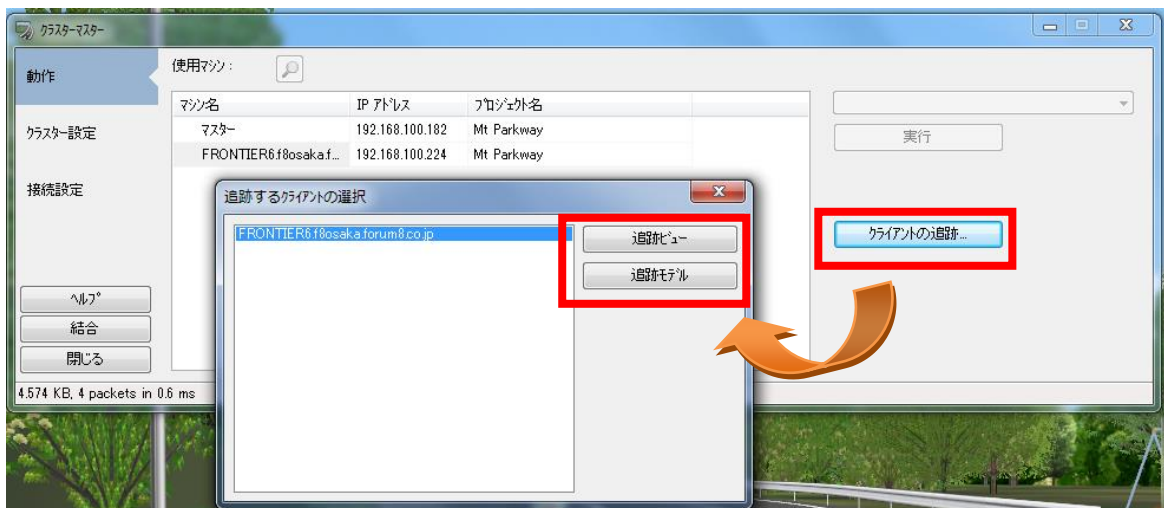 クラスターマスター
動作
クラスター設定
接続設定
ヘルプ
結合
閉じる
使用マシン :
マシン名 IP アドレス プロジェクト名
マスター 192.168.100.182 Mt Parkway
FRONTIER6.f8osaka.f... 192.168.100.224 Mt Parkway
実行
クライアントの追跡...
追跡するクライアントの選択
FRONTIER6.f8osaka.forum8.co.jp
追跡ビュー
追跡モデル
4.574 KB, 4 packets in 0.6 ms